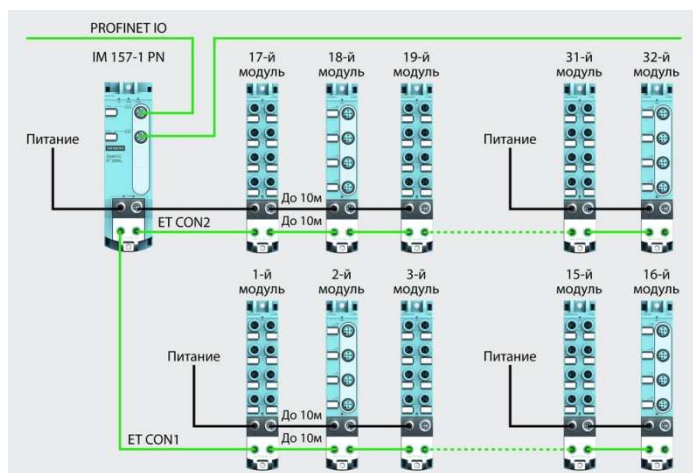 PROFINET IO
IM 157-1 PN
17-й
модуль
18-й
модуль
19-й
модуль
31-й
модуль
32-й
модуль
Питание
Питание
SIEMENS
До 10м
До 10м
ET CON2
1-й
модуль
2-й
модуль
3-й
модуль
15-й
модуль
16-й
модуль
Питание
Питание
До 10м
До 10м
ET CON1